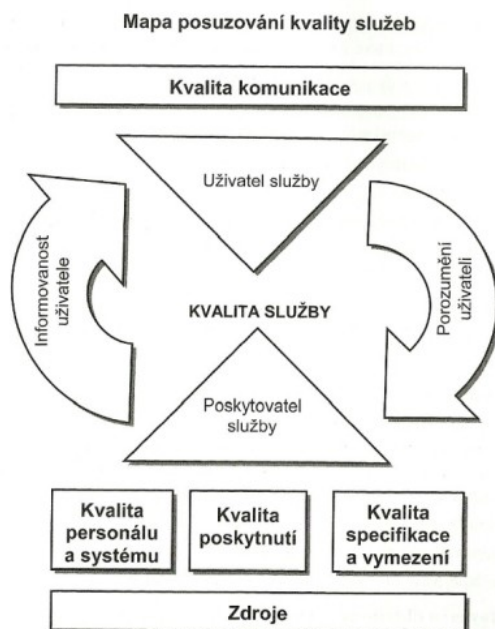 Mapa posuzování kvality služeb
Kvalita komunikace
Uživatel služby
Informovanost
uživatele
Porozumění
uživateli
KVALITA SLUŽBY
Poskytovatel
služby
Kvalita
personálu
a systému
Kvalita
poskytnutí
Kvalita
specifikace
a vymezení
Zdroje